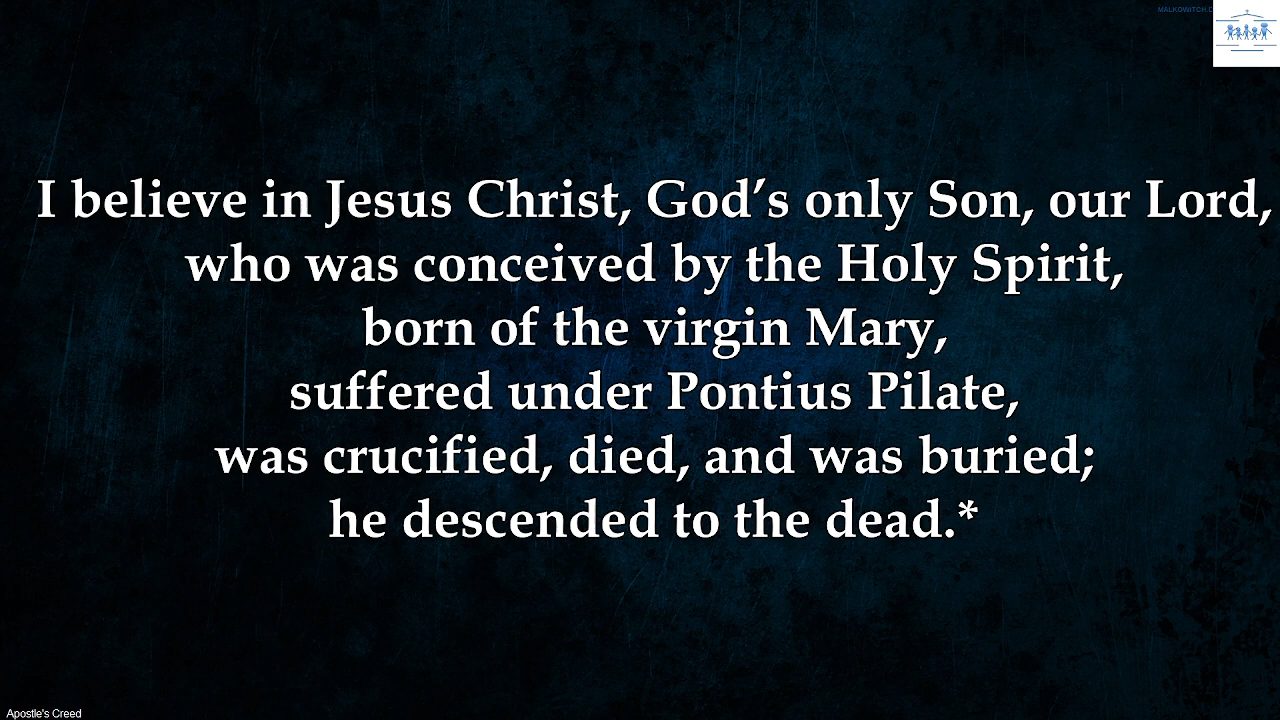 I believe in Jesus Christ, God’s only Son, our Lord,
who was conceived by the Holy Spirit,
born of the virgin Mary,
suffered under Pontius Pilate,
was crucified, died, and was buried;
he descended to the dead.*
Apostle's Creed